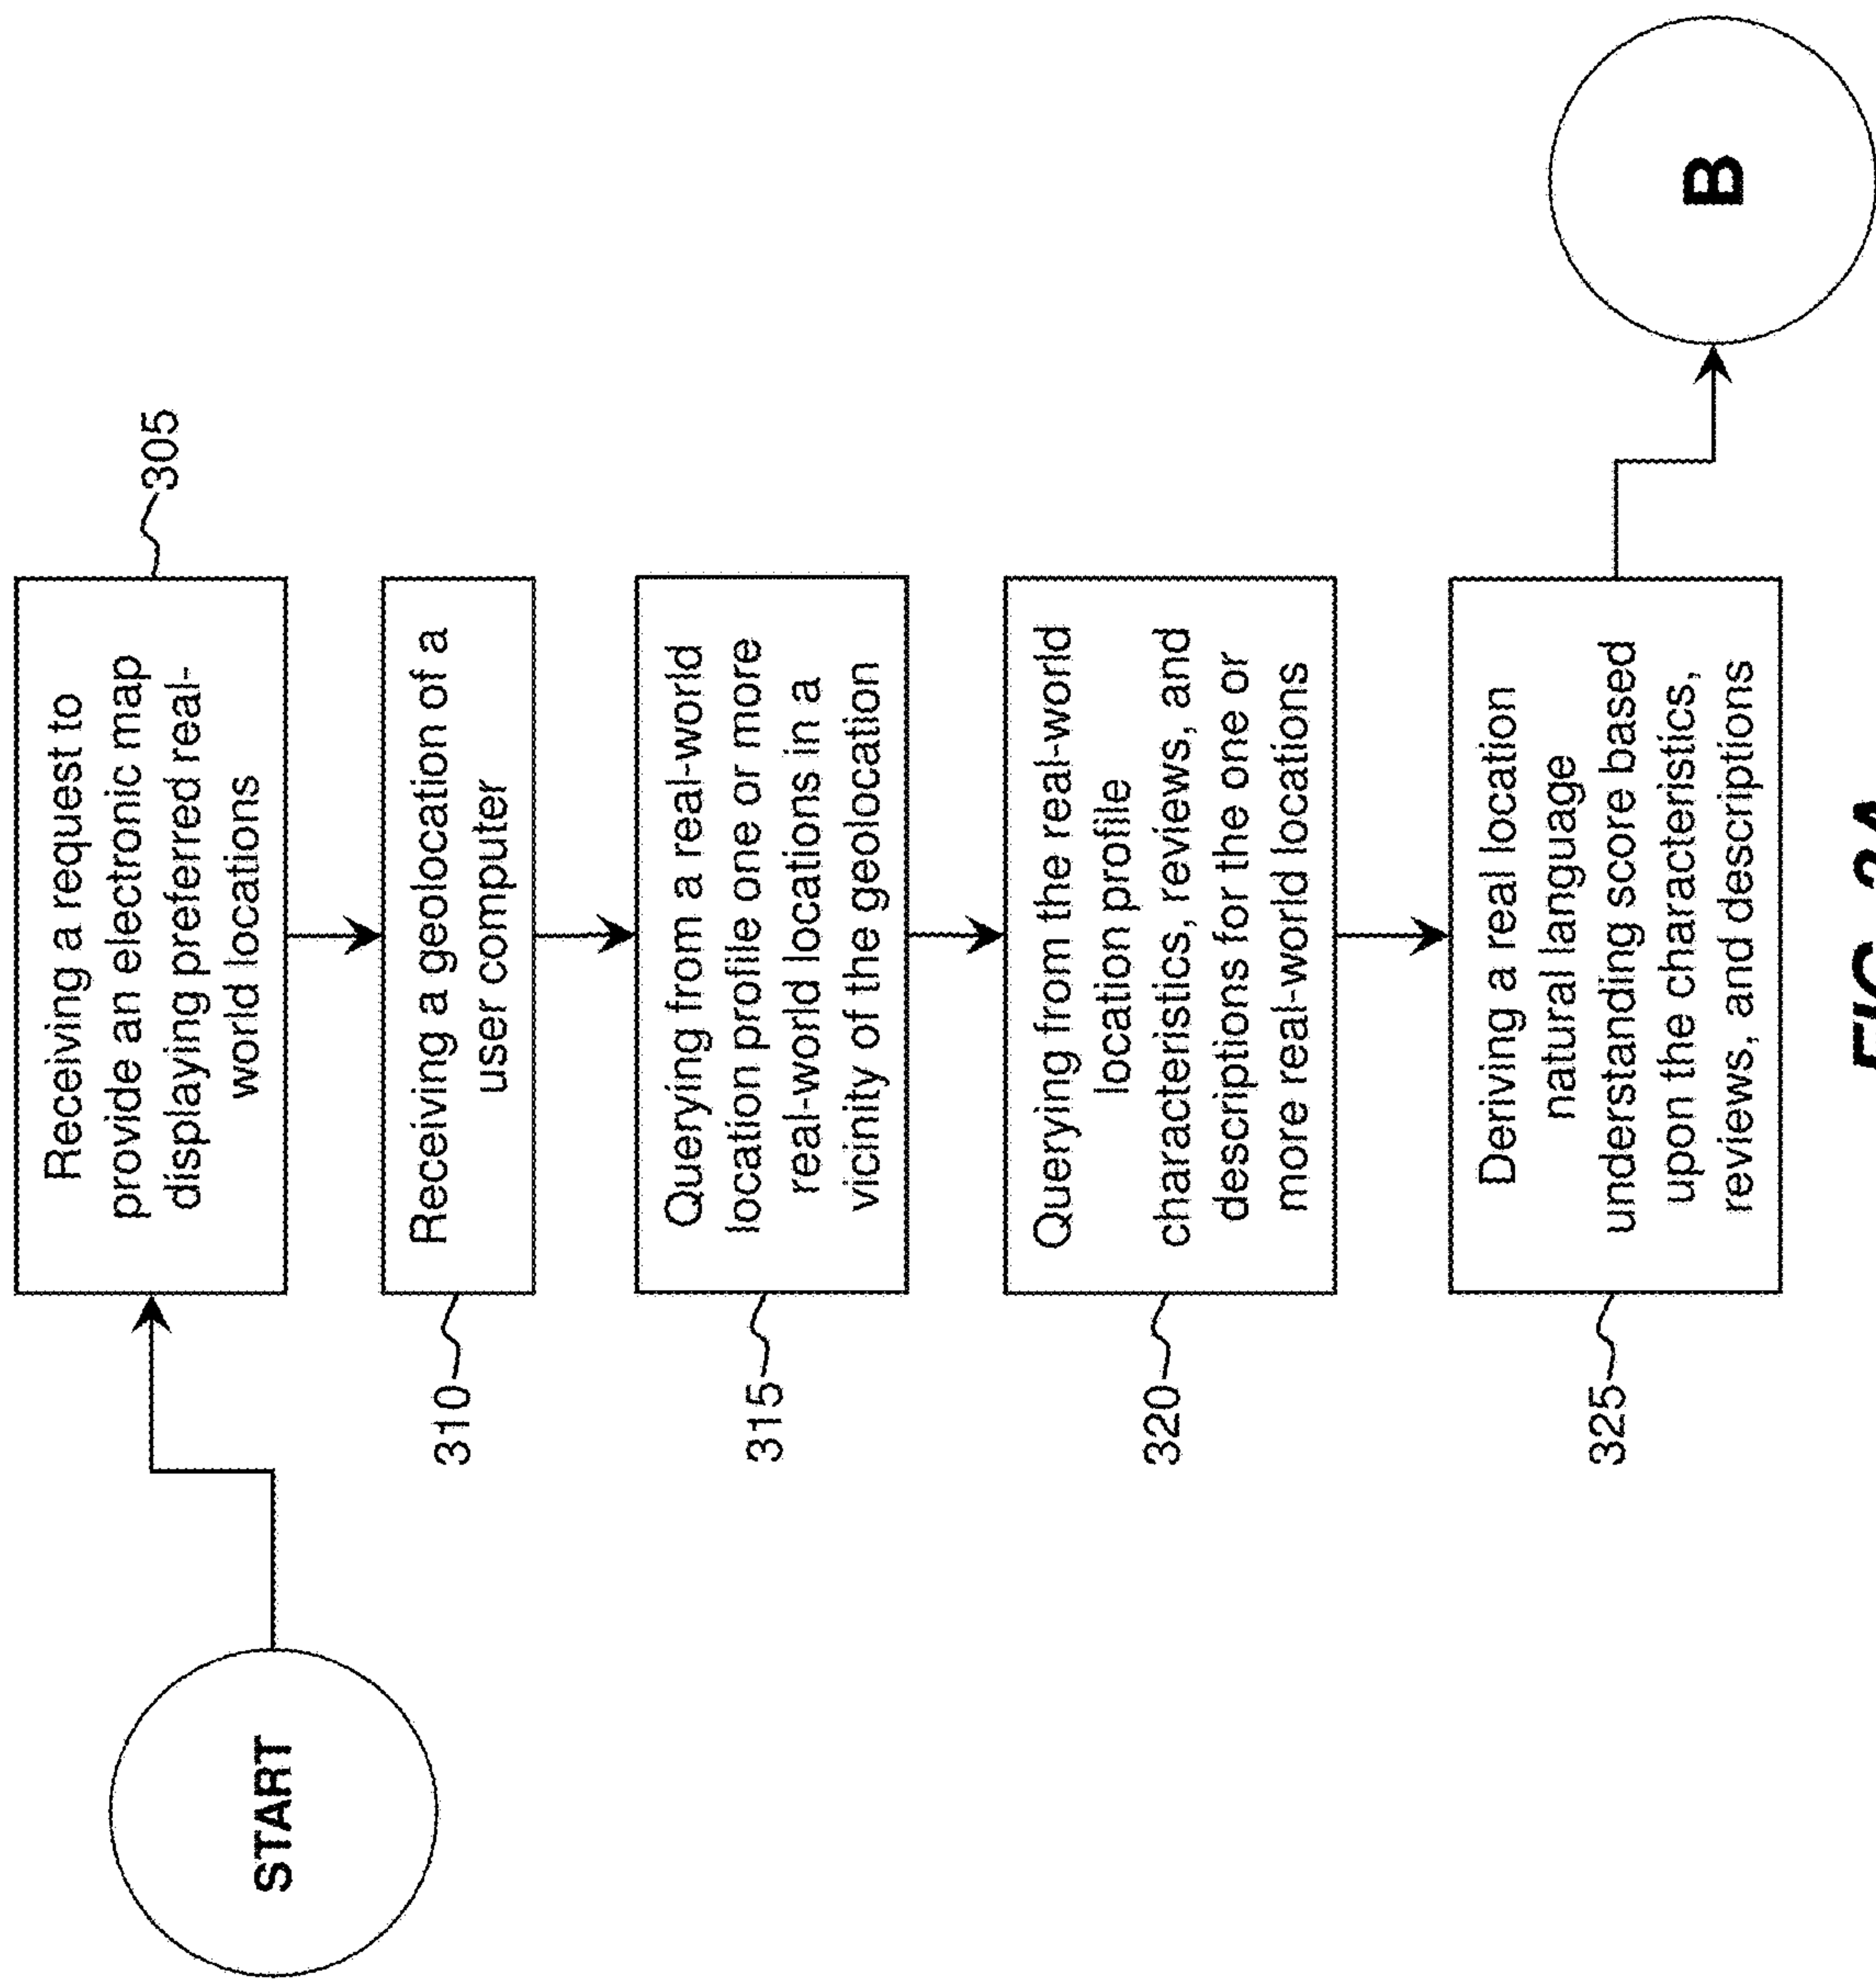 START
Receiving a request to
provide an electronic map
displaying preferred real-
world locations
305
Receiving a geolocation of a
user computer
310
Querying from a real-world
location profile one or more
real-world locations in a
vicinity of the geolocation
315
Querying from the real-world
location profile
characteristics, reviews, and
descriptions for the one or
more real-world locations
320
Deriving a real location
natural language
understanding score based
upon the characteristics,
reviews, and descriptions
325
B